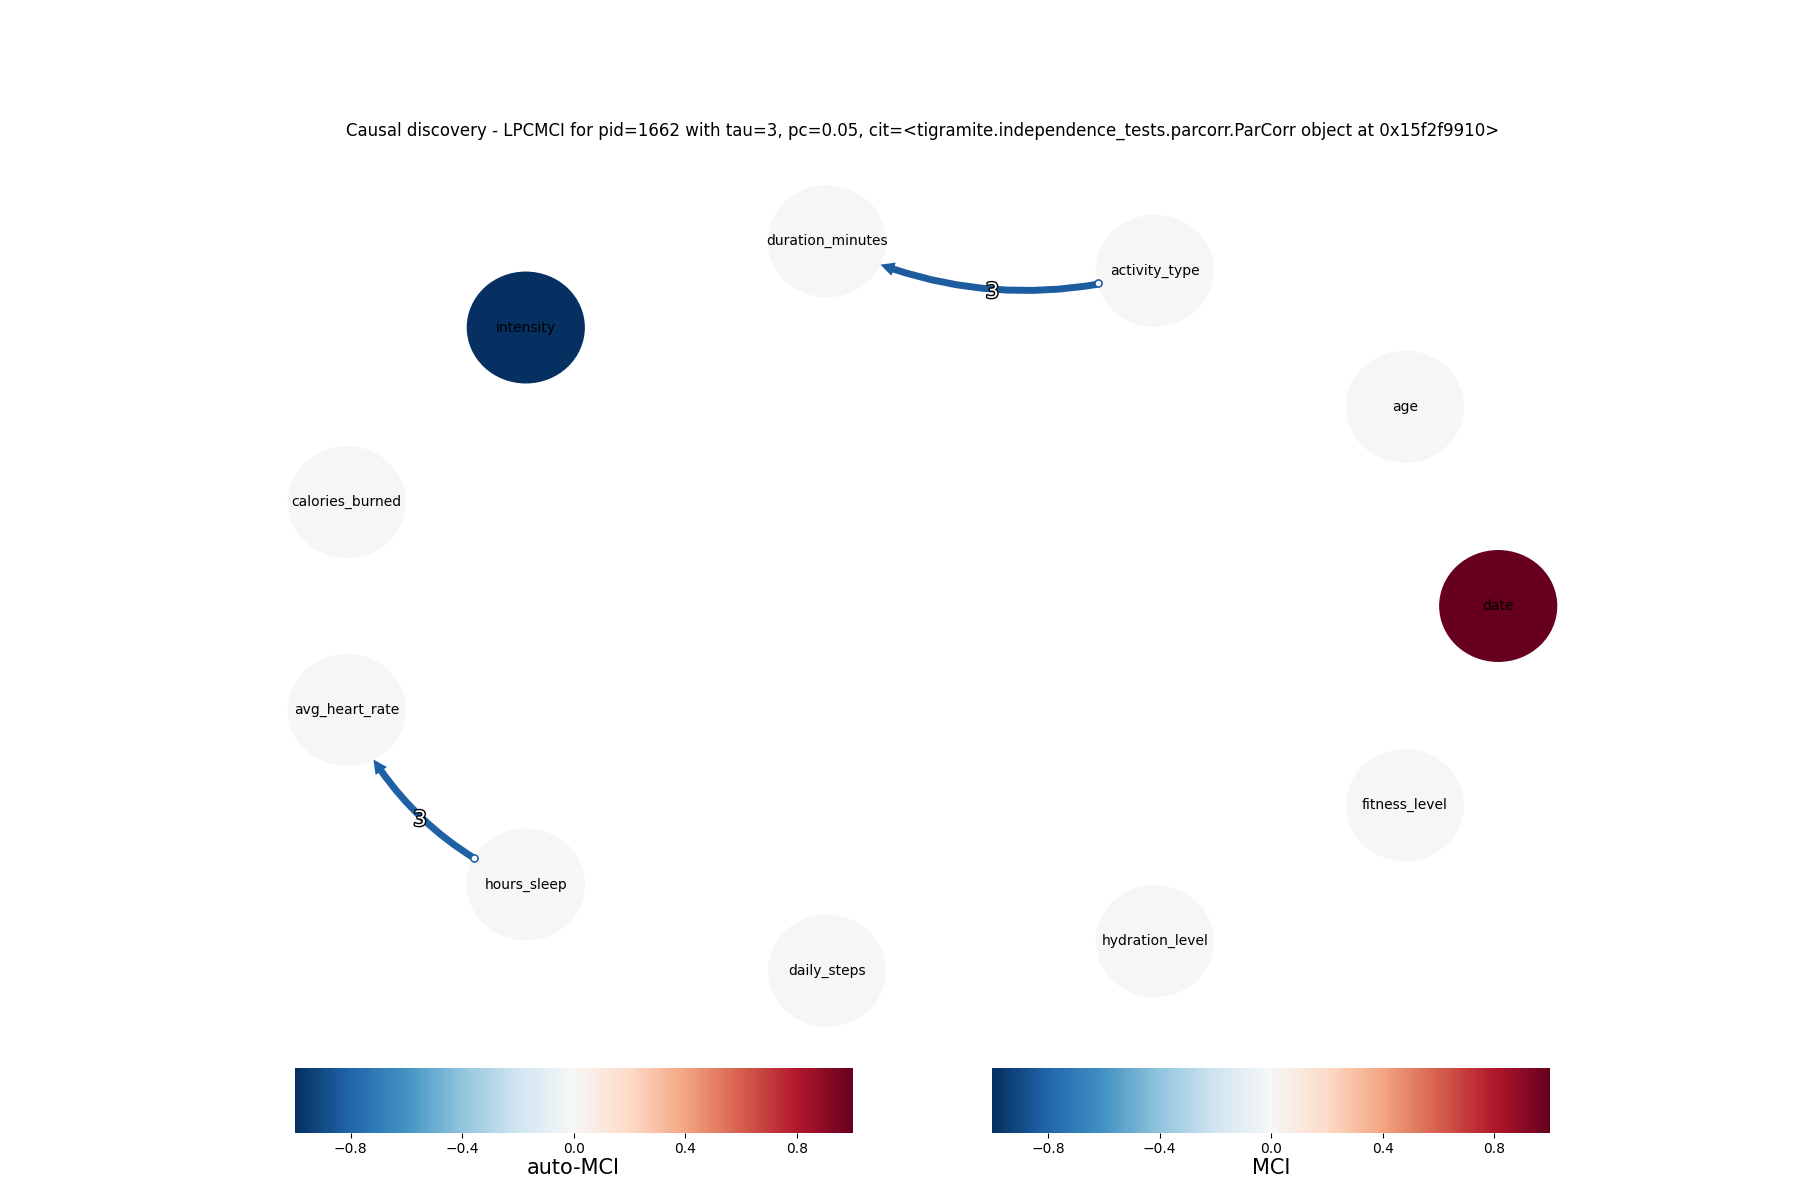 Causal discovery - LPCMCI for pid=1662 with tau=3, pc=0.05, cit=<tigramite.independence_tests.parcorr.ParCorr object at 0x15f2f9910>
duration_minutes
activity_type
3
intensity
age
calories_burned
date
avg_heart_rate
fitness_level
3
hours_sleep
hydration_level
daily_steps
−0.8 −0.4 0.0 0.4 0.8
auto-MCI
−0.8 −0.4 0.0 0.4 0.8
MCI